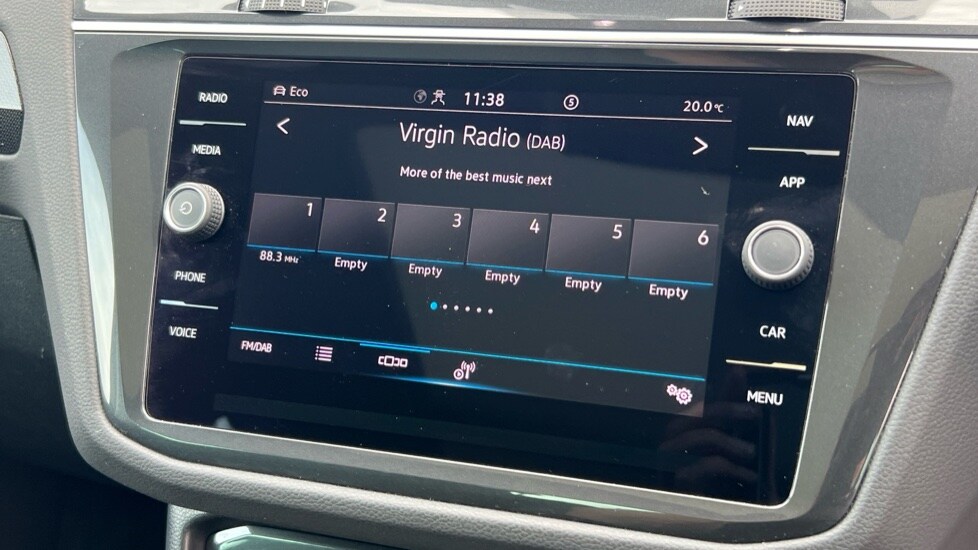 RADIO
MEDIA
PHONE
VOICE
Eco 11:38 5 20.0 °C
< Virgin Radio (DAB) >
More of the best music next
1 2 3 4 5 6
88.3 MHz Empty Empty Empty Empty Empty
FM/DAB
NAV
APP
CAR
MENU